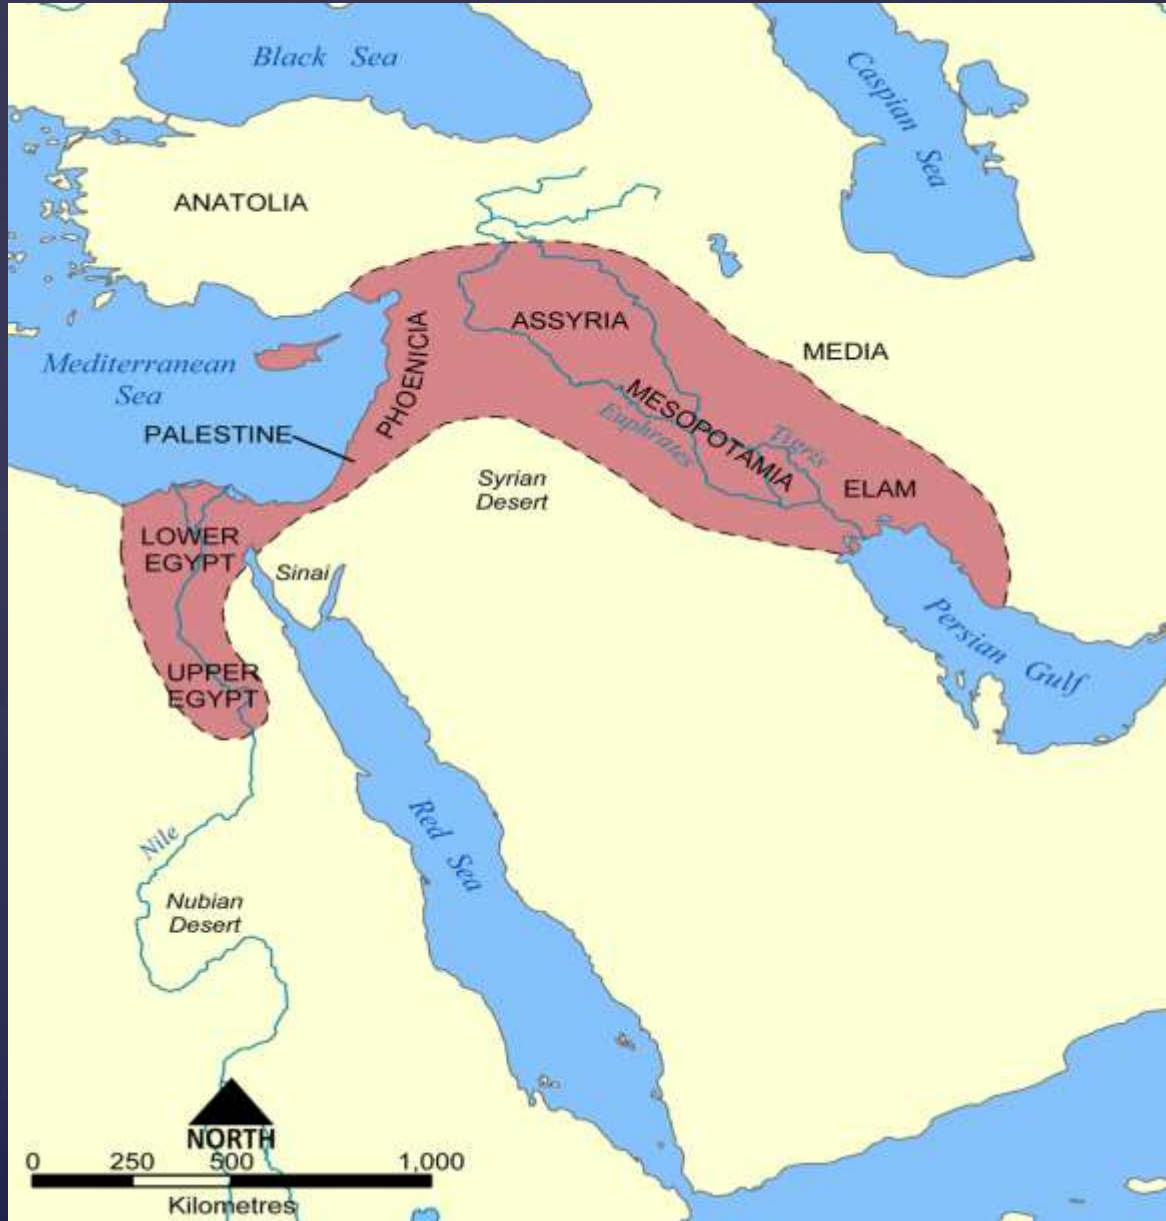 Black Sea
Caspian
Sea
ANATOLIA
ASSYRIA
MEDIA
Mediterranean
Sea
PHOENICIA
MESOPOTAMIA
Euphrates
Tigris
PALESTINE
Syrian
Desert
ELAM
LOWER
EGYPT
Sinai
Persian Gulf
UPPER
EGYPT
Red Sea
Nile
Nubian
Desert
NORTH
0 250 500 1,000
Kilometres